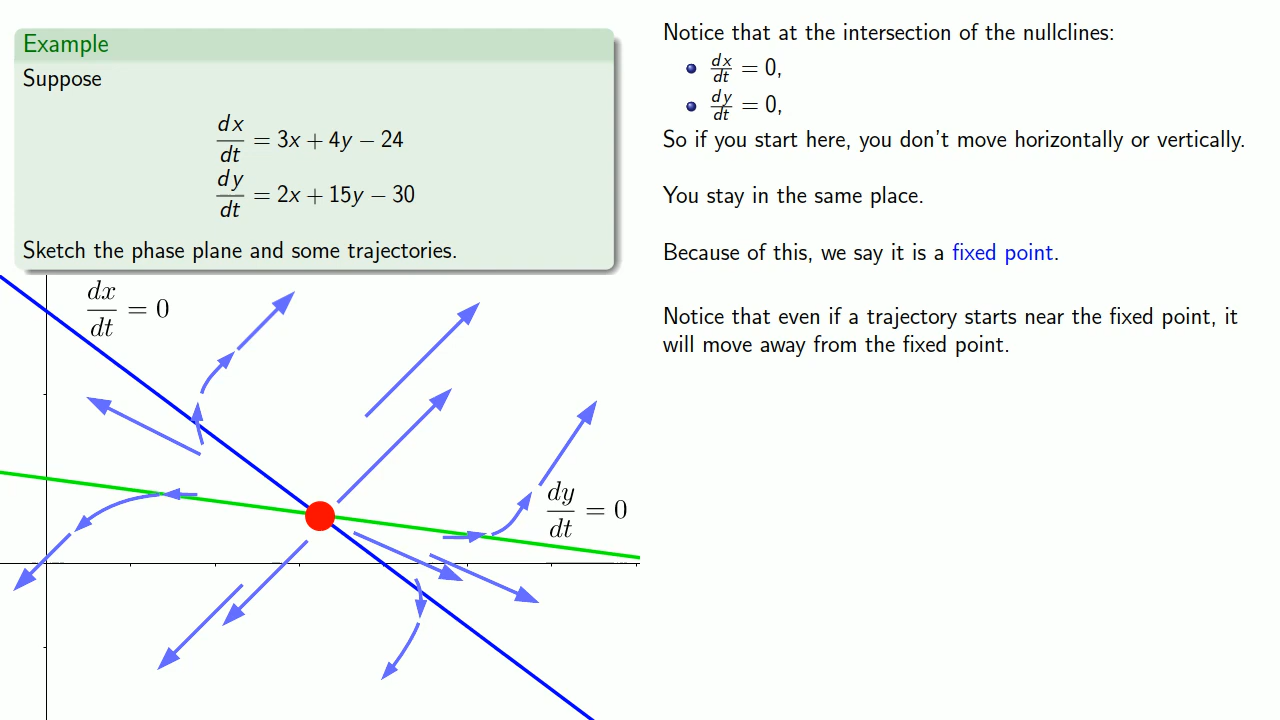 Example
Suppose
dx/dt = 3x + 4y − 24
dy/dt = 2x + 15y − 30
Sketch the phase plane and some trajectories.
dx/dt = 0
dy/dt = 0
Notice that at the intersection of the nullclines:
dx/dt = 0,
dy/dt = 0,
So if you start here, you don't move horizontally or vertically.
You stay in the same place.
Because of this, we say it is a fixed point.
Notice that even if a trajectory starts near the fixed point, it
will move away from the fixed point.